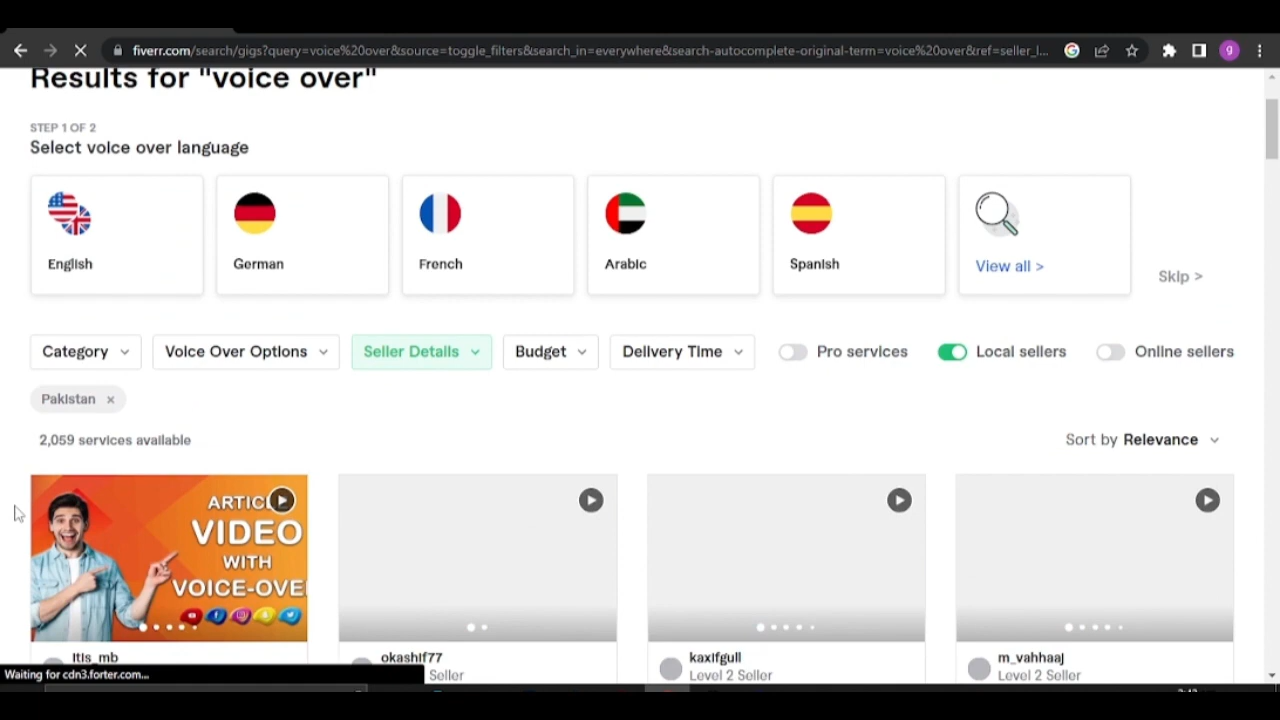 fiverr.com/search/gigs?query=voice%20over&source=toggle_filters&search_in=everywhere&search-autocomplete-original-term=voice%20over&ref=seller_l...
g
Results for "voice over"
STEP 1 OF 2
Select voice over language
English
German
French
Arabic
Spanish
View all >
Skip >
Category
Voice Over Options
Seller Details
Budget
Delivery Time
Pro services
Local sellers
Online sellers
Pakistan ×
2,059 services available
Sort by Relevance
VIDEO
WITH
VOICE-OVE
itis_mb
okashif77
Seller
kaxifgull
Level 2 Seller
m_vahhaaj
Level 2 Seller
Waiting for cdn3.forter.com...